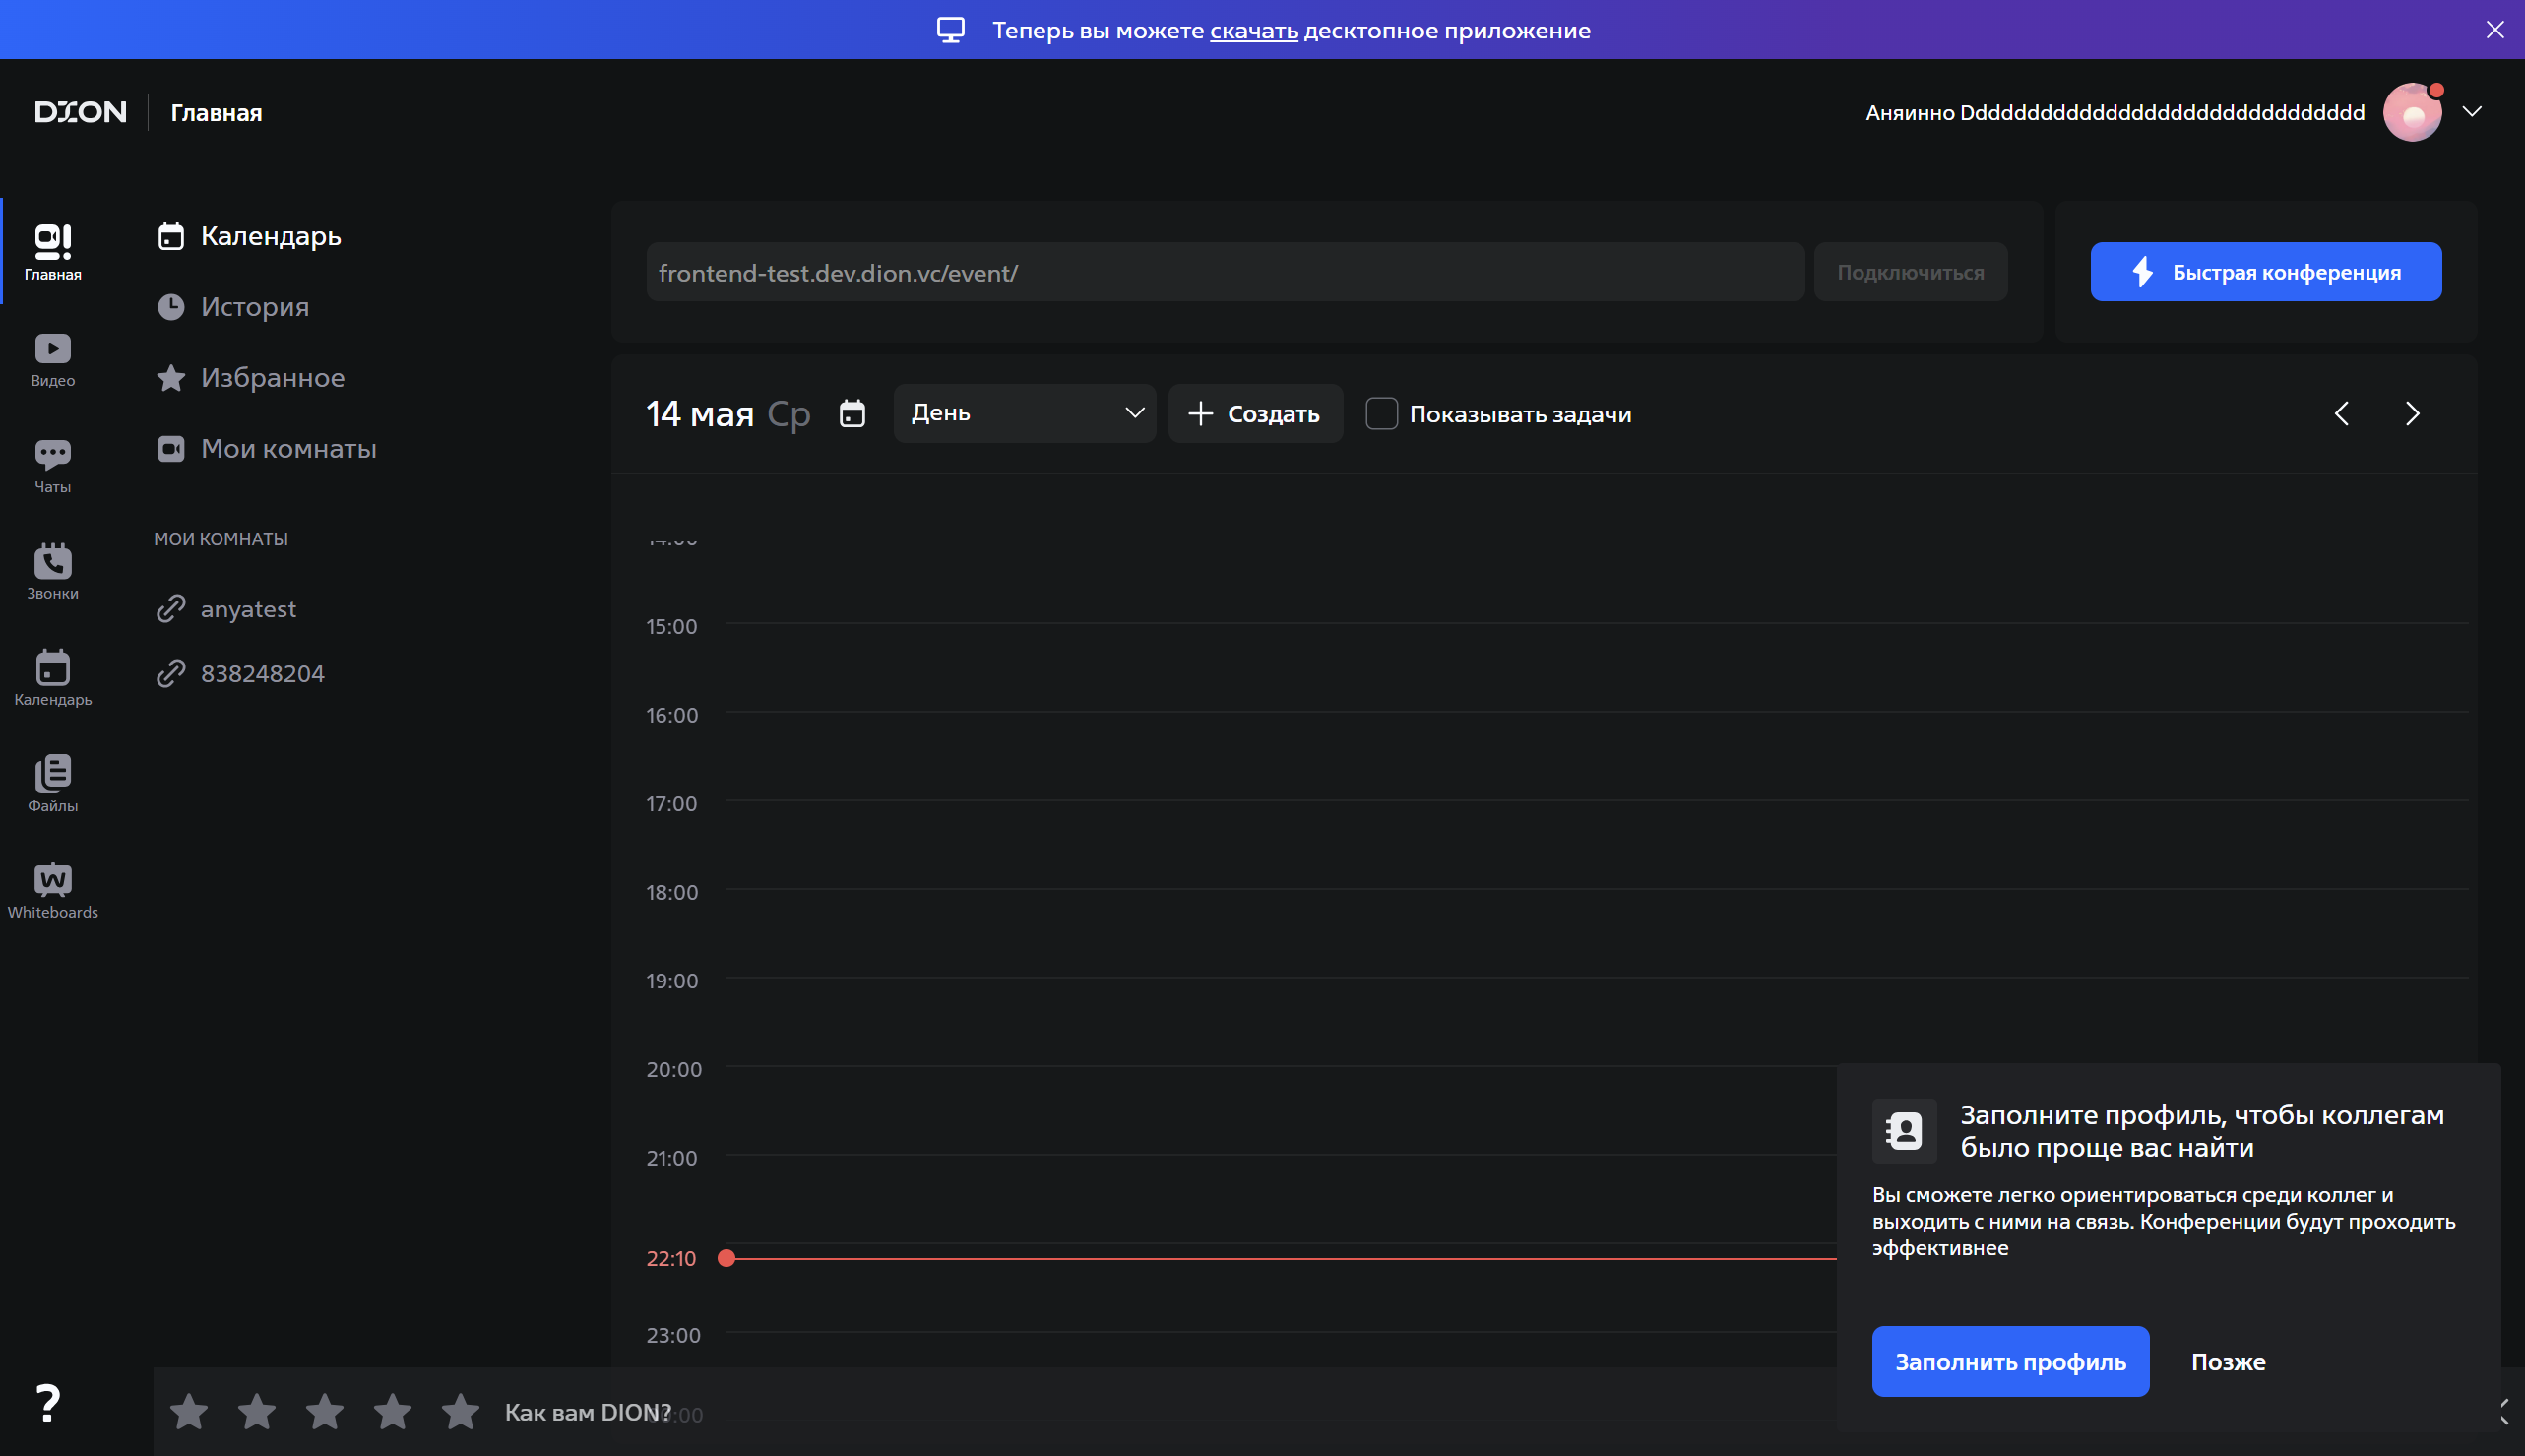 Теперь вы можете скачать десктопное приложение
DION
Главная
Аняинно Ddddddddddddddddddddddddddddddd
Главная
Видео
Чаты
Звонки
Календарь
Файлы
Whiteboards
Календарь
История
Избранное
Мои комнаты
МОИ КОМНАТЫ
anyatest
838248204
frontend-test.dev.dion.vc/event/
Подключиться
Быстрая конференция
14 мая Ср
День
Создать
Показывать задачи
14:00
15:00
16:00
17:00
18:00
19:00
20:00
21:00
22:10
23:00
Заполните профиль, чтобы коллегам
было проще вас найти
Вы сможете легко ориентироваться среди коллег и
выходить с ними на связь. Конференции будут проходить
эффективнее
Заполнить профиль
Позже
?
Как вам DION?